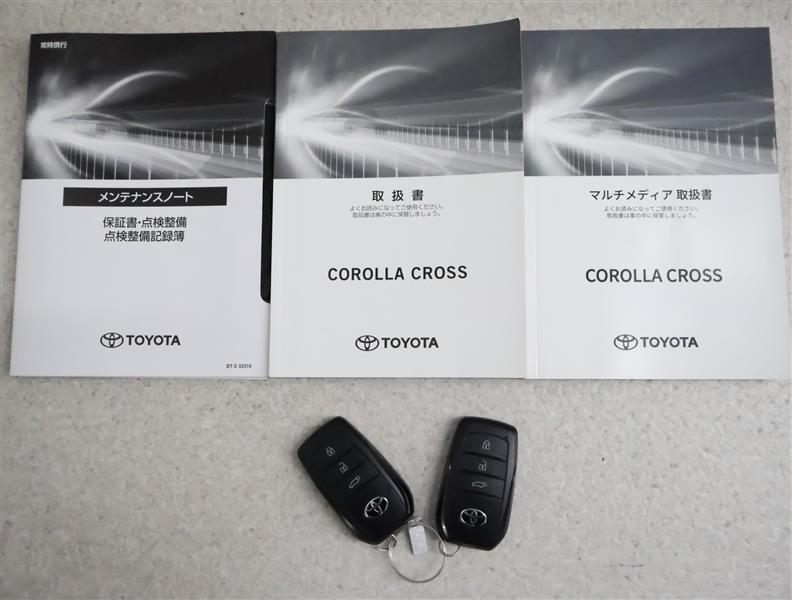 常時携行
メンテナンスノート
保証書・点検整備
点検整備記録簿
TOYOTA
BT-0 32310
取扱書
よくお読みになってご使用ください。
取扱書は車の中に保管しましょう。
COROLLA CROSS
TOYOTA
マルチメディア 取扱書
よくお読みになってご使用ください。
取扱書は車の中に保管しましょう。
COROLLA CROSS
TOYOTA